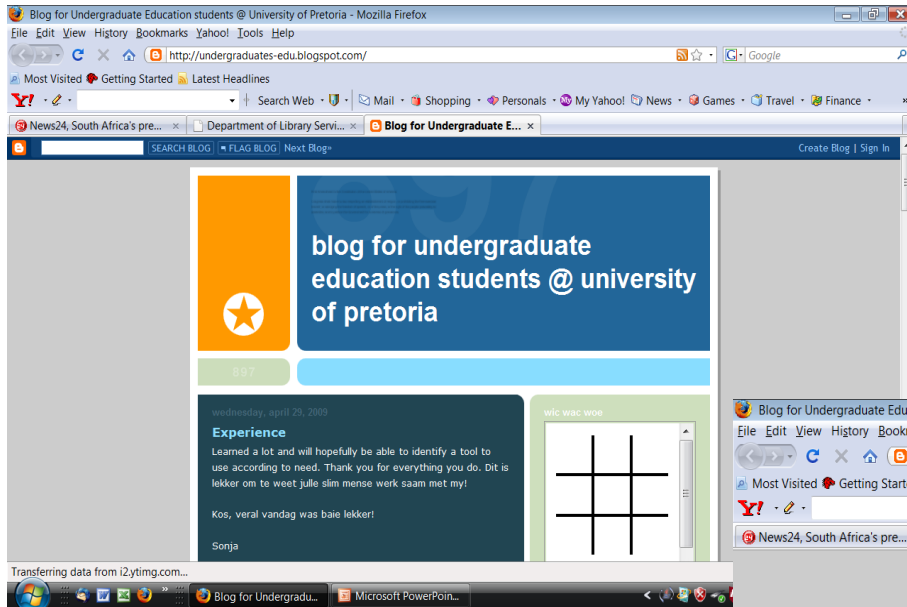 Blog for Undergraduate Education students @ University of Pretoria - Mozilla Firefox
File Edit View History Bookmarks Yahoo! Tools Help
http://undergraduates-edu.blogspot.com/
G Google
Most Visited Getting Started Latest Headlines
Y! Search Web Mail Shopping Personals My Yahoo! News Games Travel Finance »
News24, South Africa's pre... × Department of Library Servi... × Blog for Undergraduate E... ×
SEARCH BLOG FLAG BLOG Next Blog» Create Blog | Sign In
897
blog for undergraduate
education students @ university
of pretoria
897
wednesday, april 29, 2009
Experience
Learned a lot and will hopefully be able to identify a tool to
use according to need. Thank you for everything you do. Dit is
lekker om te weet julle slim mense werk saam met my!
Kos, veral vandag was baie lekker!
Sonja
wic wac woe
Blog for Undergraduate Edu
File Edit View History Book
Most Visited Getting Start
Y!
News24, South Africa's pre...
Transferring data from i2.ytimg.com...
Blog for Undergradu... Microsoft PowerPoin...